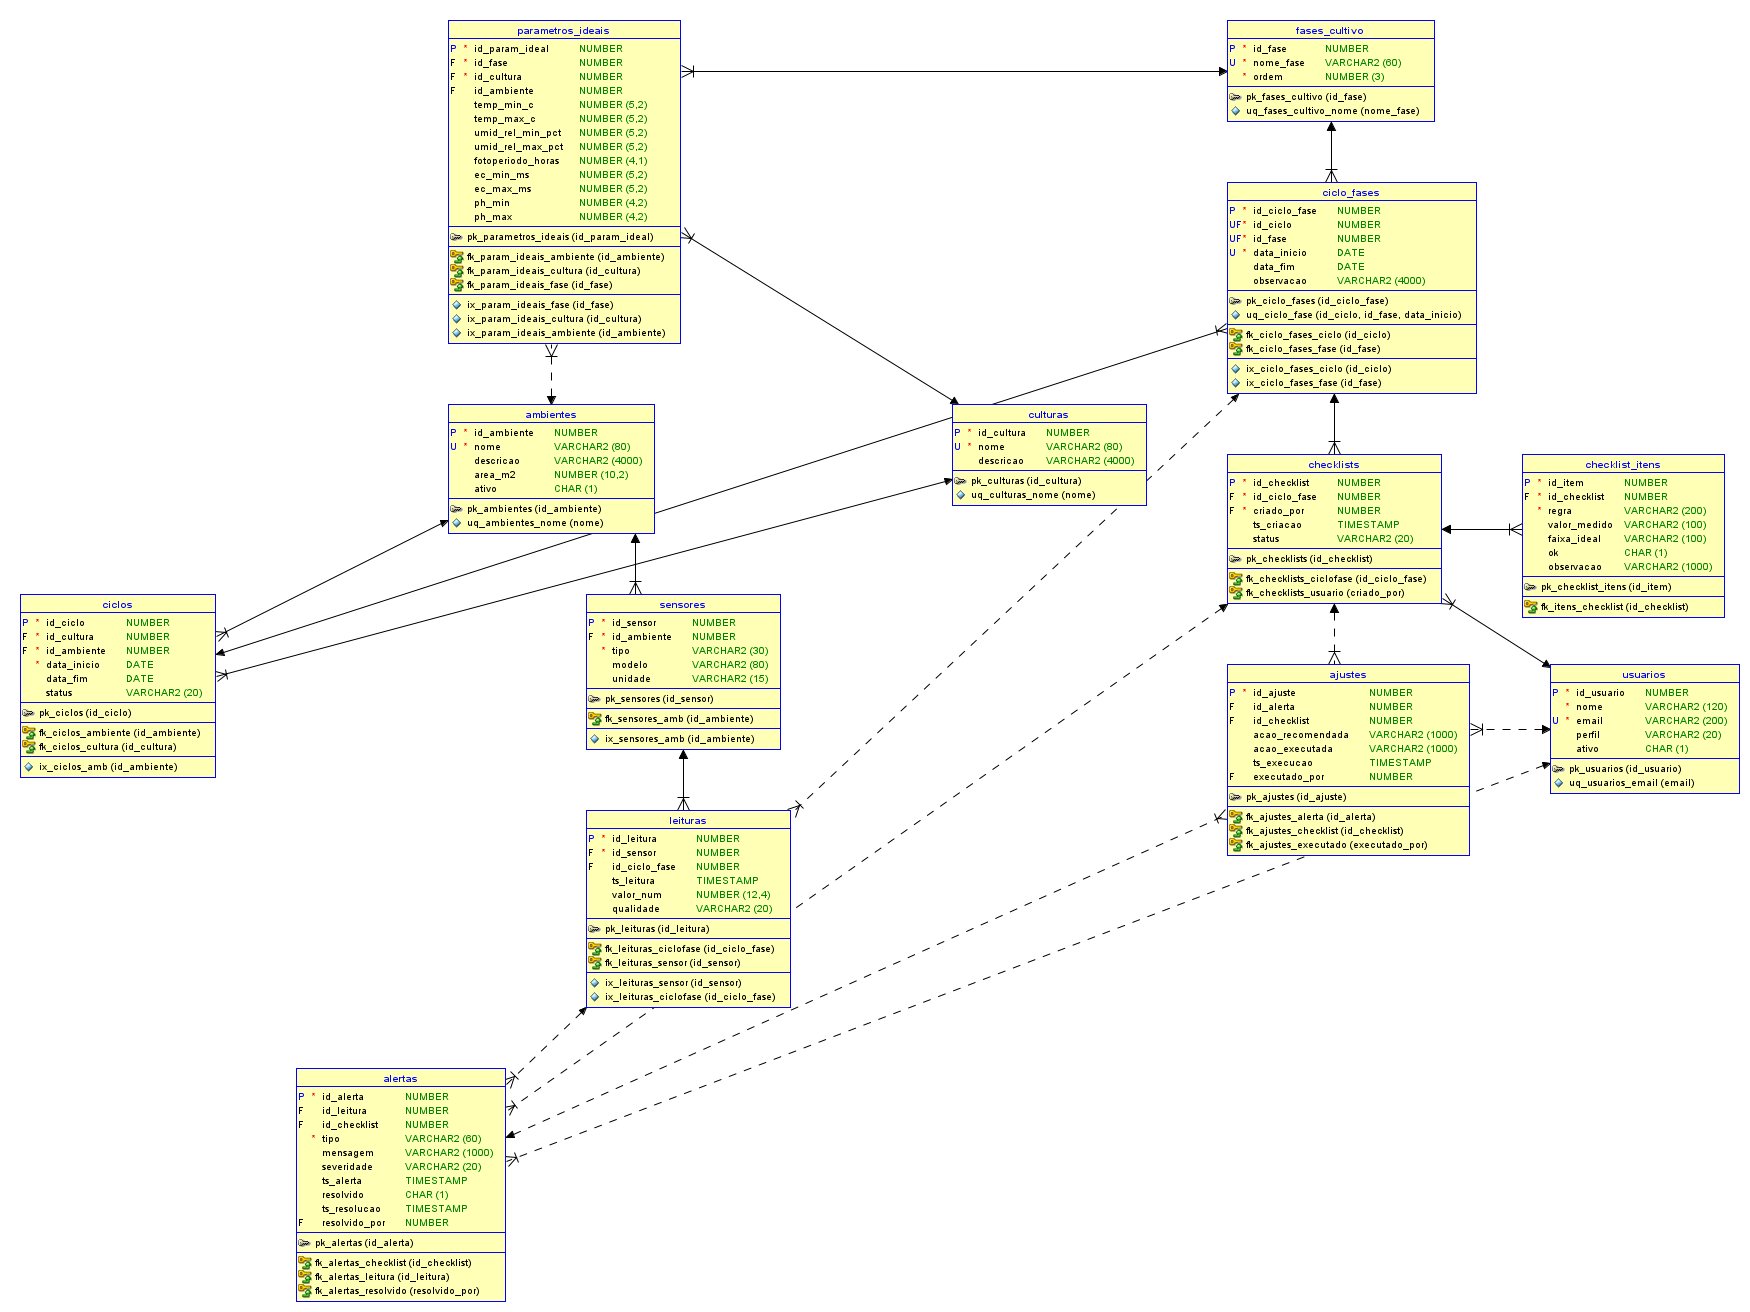 parametros_ideais
P * id_param_ideal NUMBER
F * id_fase NUMBER
F * id_cultura NUMBER
F id_ambiente NUMBER
temp_min_c NUMBER (5,2)
temp_max_c NUMBER (5,2)
umid_rel_min_pct NUMBER (5,2)
umid_rel_max_pct NUMBER (5,2)
fotoperiodo_horas NUMBER (4,1)
ec_min_ms NUMBER (5,2)
ec_max_ms NUMBER (5,2)
ph_min NUMBER (4,2)
ph_max NUMBER (4,2)
pk_parametros_ideais (id_param_ideal)
fk_param_ideais_ambiente (id_ambiente)
fk_param_ideais_cultura (id_cultura)
fk_param_ideais_fase (id_fase)
ix_param_ideais_fase (id_fase)
ix_param_ideais_cultura (id_cultura)
ix_param_ideais_ambiente (id_ambiente)
fases_cultivo
P * id_fase NUMBER
U * nome_fase VARCHAR2 (60)
* ordem NUMBER (3)
pk_fases_cultivo (id_fase)
uq_fases_cultivo_nome (nome_fase)
ciclo_fases
P * id_ciclo_fase NUMBER
UF* id_ciclo NUMBER
UF* id_fase NUMBER
U * data_inicio DATE
data_fim DATE
observacao VARCHAR2 (4000)
pk_ciclo_fases (id_ciclo_fase)
uq_ciclo_fase (id_ciclo, id_fase, data_inicio)
fk_ciclo_fases_ciclo (id_ciclo)
fk_ciclo_fases_fase (id_fase)
ix_ciclo_fases_ciclo (id_ciclo)
ix_ciclo_fases_fase (id_fase)
ambientes
P * id_ambiente NUMBER
U * nome VARCHAR2 (80)
descricao VARCHAR2 (4000)
area_m2 NUMBER (10,2)
ativo CHAR (1)
pk_ambientes (id_ambiente)
uq_ambientes_nome (nome)
culturas
P * id_cultura NUMBER
U * nome VARCHAR2 (80)
descricao VARCHAR2 (4000)
pk_culturas (id_cultura)
uq_culturas_nome (nome)
checklists
P * id_checklist NUMBER
F * id_ciclo_fase NUMBER
F * criado_por NUMBER
ts_criacao TIMESTAMP
status VARCHAR2 (20)
pk_checklists (id_checklist)
fk_checklists_ciclofase (id_ciclo_fase)
fk_checklists_usuario (criado_por)
checklist_itens
P * id_item NUMBER
F * id_checklist NUMBER
* regra VARCHAR2 (200)
valor_medido VARCHAR2 (100)
faixa_ideal VARCHAR2 (100)
ok CHAR (1)
observacao VARCHAR2 (1000)
pk_checklist_itens (id_item)
fk_itens_checklist (id_checklist)
ciclos
P * id_ciclo NUMBER
F * id_cultura NUMBER
F * id_ambiente NUMBER
* data_inicio DATE
data_fim DATE
status VARCHAR2 (20)
pk_ciclos (id_ciclo)
fk_ciclos_ambiente (id_ambiente)
fk_ciclos_cultura (id_cultura)
ix_ciclos_amb (id_ambiente)
sensores
P * id_sensor NUMBER
F * id_ambiente NUMBER
* tipo VARCHAR2 (30)
modelo VARCHAR2 (80)
unidade VARCHAR2 (15)
pk_sensores (id_sensor)
fk_sensores_amb (id_ambiente)
ix_sensores_amb (id_ambiente)
ajustes
P * id_ajuste NUMBER
F id_alerta NUMBER
F id_checklist NUMBER
acao_recomendada VARCHAR2 (1000)
acao_executada VARCHAR2 (1000)
ts_execucao TIMESTAMP
F executado_por NUMBER
pk_ajustes (id_ajuste)
fk_ajustes_alerta (id_alerta)
fk_ajustes_checklist (id_checklist)
fk_ajustes_executado (executado_por)
usuarios
P * id_usuario NUMBER
* nome VARCHAR2 (120)
U * email VARCHAR2 (200)
perfil VARCHAR2 (20)
ativo CHAR (1)
pk_usuarios (id_usuario)
uq_usuarios_email (email)
leituras
P * id_leitura NUMBER
F * id_sensor NUMBER
F id_ciclo_fase NUMBER
ts_leitura TIMESTAMP
valor_num NUMBER (12,4)
qualidade VARCHAR2 (20)
pk_leituras (id_leitura)
fk_leituras_ciclofase (id_ciclo_fase)
fk_leituras_sensor (id_sensor)
ix_leituras_sensor (id_sensor)
ix_leituras_ciclofase (id_ciclo_fase)
alertas
P * id_alerta NUMBER
F id_leitura NUMBER
F id_checklist NUMBER
* tipo VARCHAR2 (60)
mensagem VARCHAR2 (1000)
severidade VARCHAR2 (20)
ts_alerta TIMESTAMP
resolvido CHAR (1)
ts_resolucao TIMESTAMP
F resolvido_por NUMBER
pk_alertas (id_alerta)
fk_alertas_checklist (id_checklist)
fk_alertas_leitura (id_leitura)
fk_alertas_resolvido (resolvido_por)